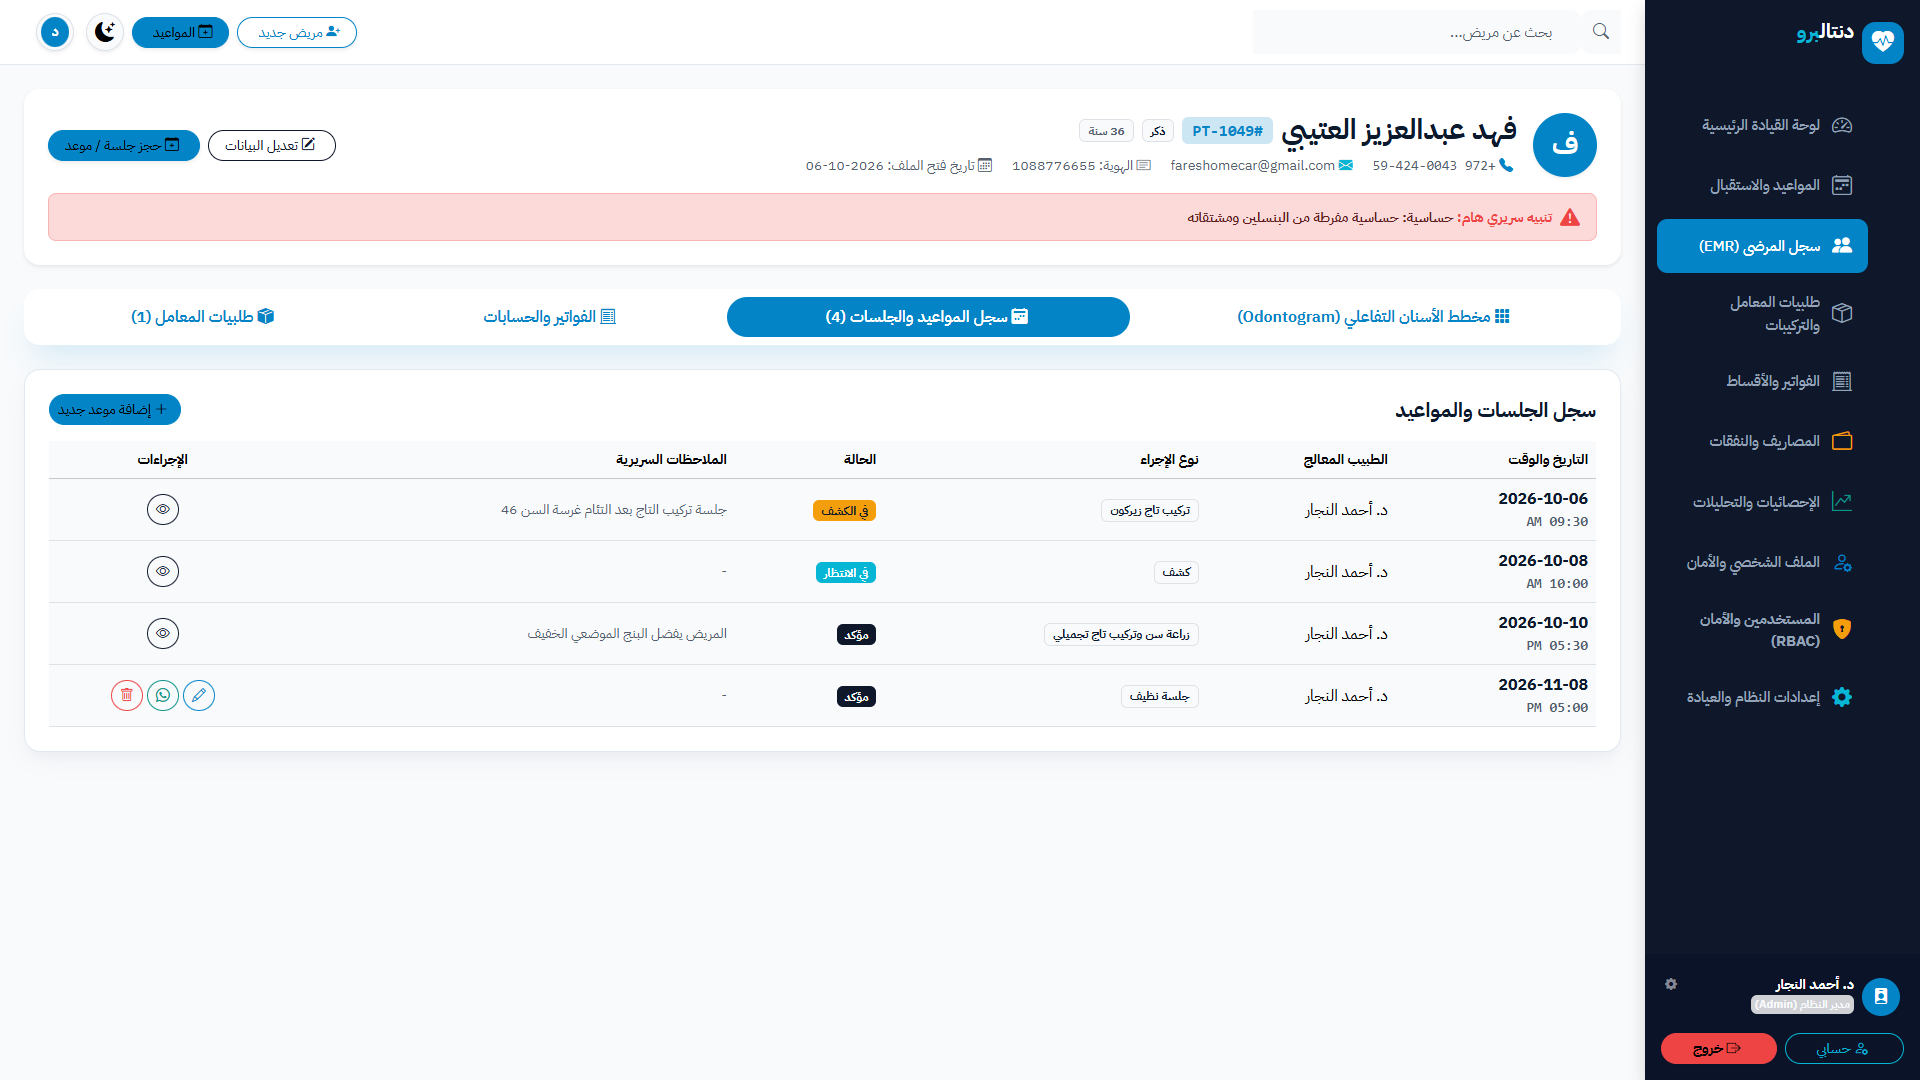 دنتالبرو
لوحة القيادة الرئيسية
المواعيد والاستقبال
سجل المرضى (EMR)
طلبيات المعامل
والتركيبات
الفواتير والأقساط
المصاريف والنفقات
الإحصائيات والتحليلات
الملف الشخصي والأمان
المستخدمين والأمان
(RBAC)
إعدادات النظام والعيادة
د. أحمد النجار
مدير النظام (Admin)
حسابي
خروج
بحث عن مريض...
مريض جديد
المواعيد
د
ف
فهد عبدالعزيز العتيبي
#PT-1049
ذكر
36 سنة
+972 59-424-0043
fareshomecar@gmail.com
الهوية: 1088776655
تاريخ فتح الملف: 2026-10-06
تعديل البيانات
حجز جلسة / موعد
تنبيه سريري هام: حساسية: حساسية مفرطة من البنسلين ومشتقاته
مخطط الأسنان التفاعلي (Odontogram)
سجل المواعيد والجلسات (4)
الفواتير والحسابات
طلبيات المعامل (1)
سجل الجلسات والمواعيد
إضافة موعد جديد
التاريخ والوقت الطبيب المعالج نوع الإجراء الحالة الملاحظات السريرية الإجراءات
2026-10-06
09:30 AM
د. أحمد النجار
تركيب تاج زيركون
في الكشف
جلسة تركيب التاج بعد التئام غرسة السن 46
2026-10-08
10:00 AM
د. أحمد النجار
كشف
في الانتظار
-
2026-10-10
05:30 PM
د. أحمد النجار
زراعة سن وتركيب تاج تجميلي
مؤكد
المريض يفضل البنج الموضعي الخفيف
2026-11-08
05:00 PM
د. أحمد النجار
جلسة نظيف
مؤكد
-